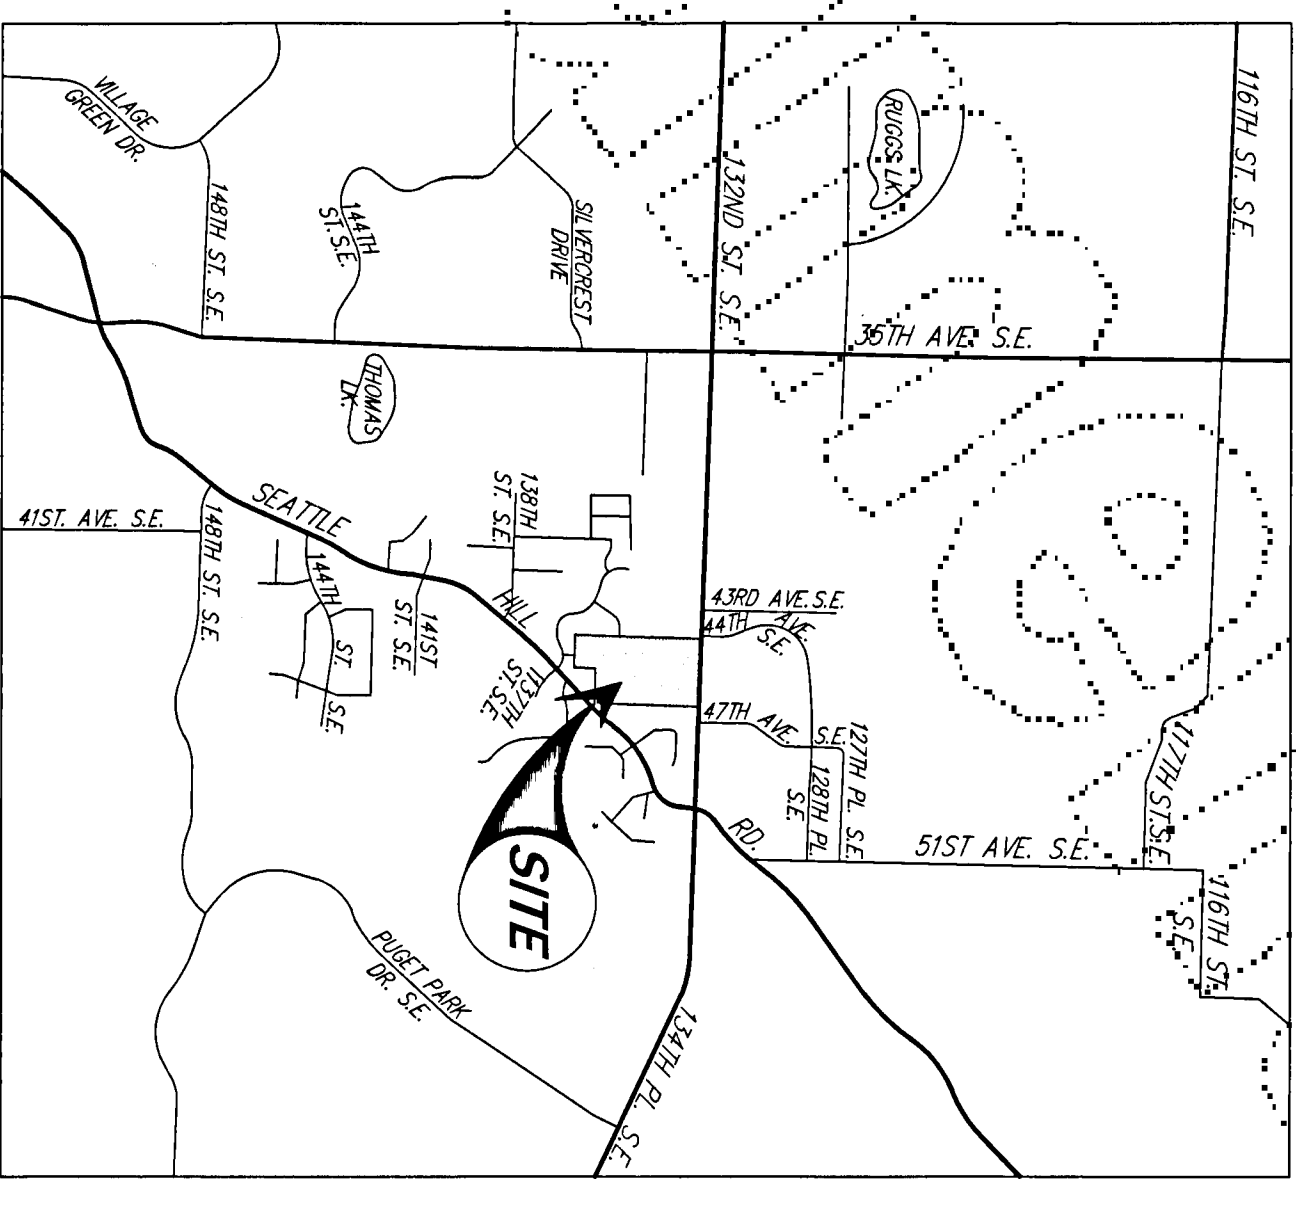 VILLAGE
GREEN DR.
148TH ST. S.E.
144TH
ST. S.E.
SILVERCREST
DRIVE
132ND ST. S.E.
RUGGS LK.
116TH ST. S.E.
35TH AVE. S.E.
THOMAS
LK.
41ST. AVE. S.E.
148TH ST. S.E.
SEATTLE
HILL
RD.
144TH
ST.
S.E.
141ST
ST. S.E.
138TH
ST. S.E.
137TH
ST. S.E.
43RD AVE. S.E.
44TH AVE.
S.E.
47TH AVE. S.E.
127TH PL. S.E.
128TH PL.
S.E.
51ST AVE. S.E.
117TH ST. S.E.
116TH ST.
S.E.
SITE
PUGET PARK
DR. S.E.
134TH PL. S.E.